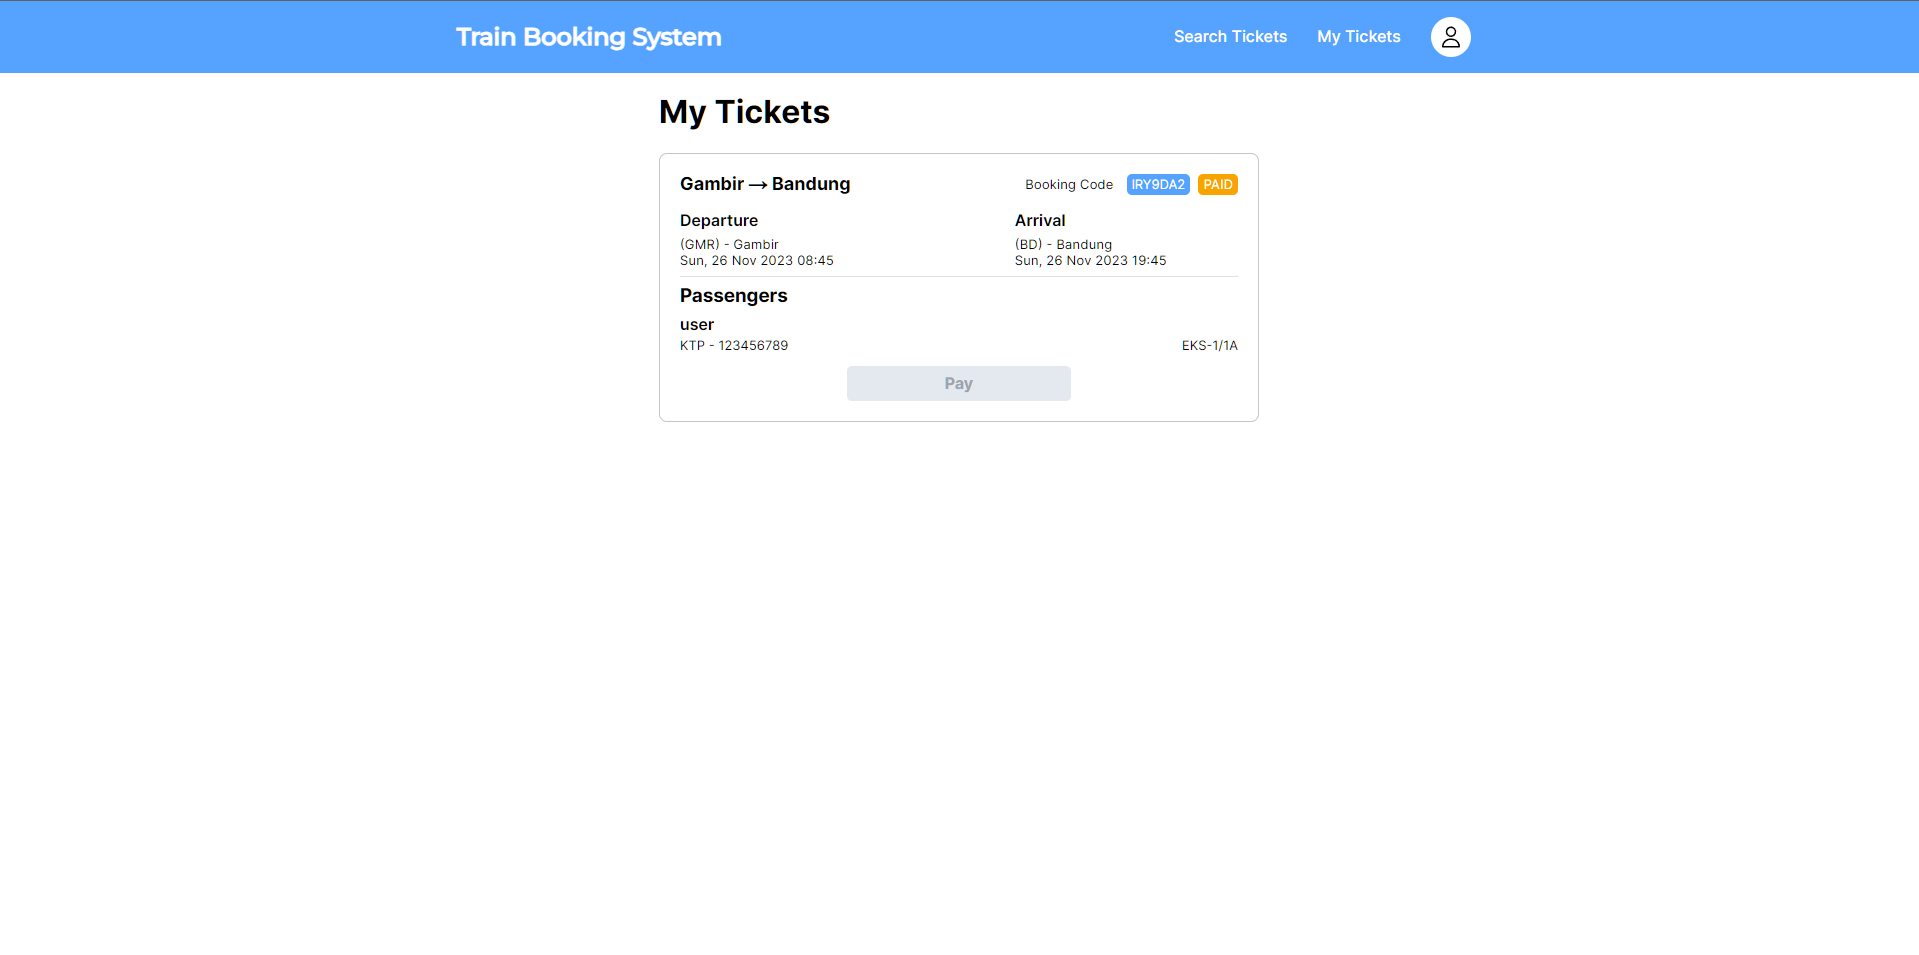 Train Booking System
Search Tickets
My Tickets
My Tickets
Gambir → Bandung
Booking Code IRY9DA2 PAID
Departure
(GMR) - Gambir
Sun, 26 Nov 2023 08:45
Arrival
(BD) - Bandung
Sun, 26 Nov 2023 19:45
Passengers
user
KTP - 123456789
EKS-1/1A
Pay